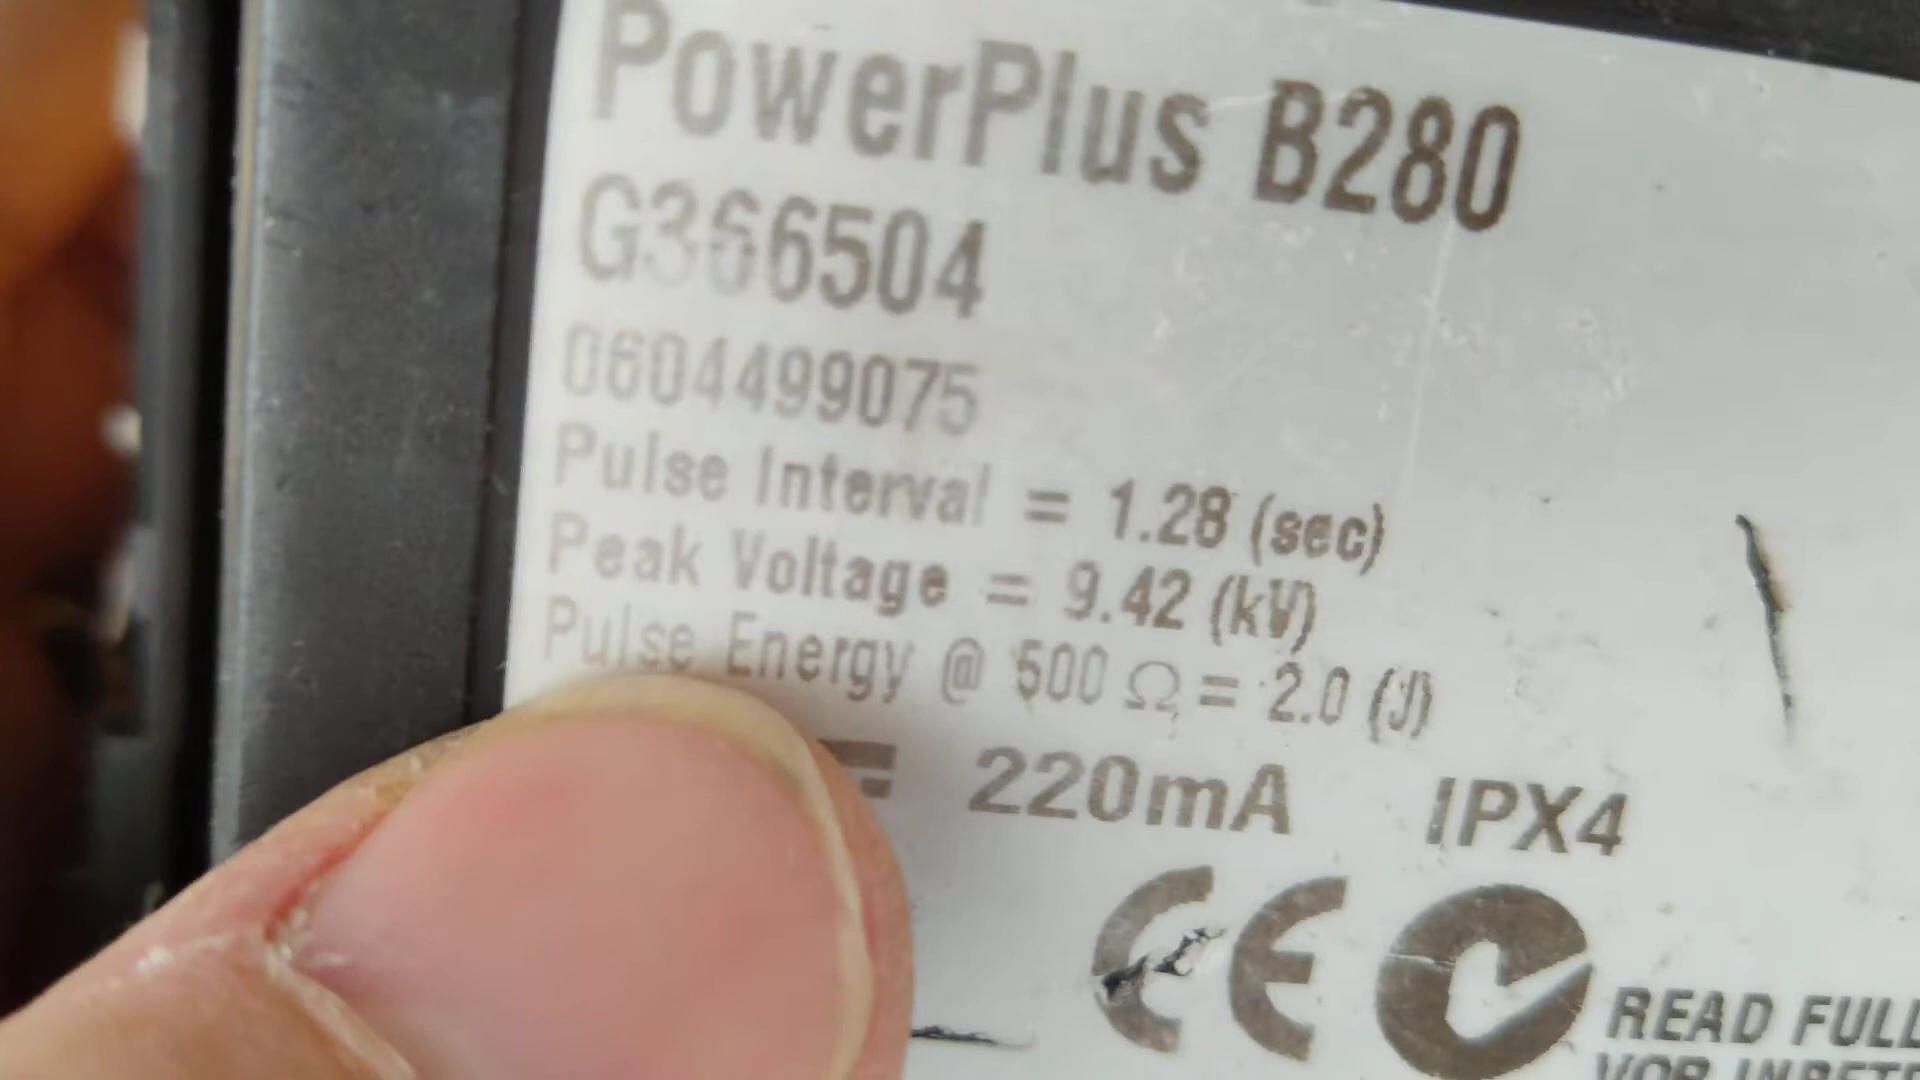 PowerPlus B280
G366504
0604499075
Pulse Interval = 1.28 (sec)
Peak Voltage = 9.42 (kV)
Pulse Energy @ 500 Ω = 2.0 (J)
220mA IPX4
CE
READ FULL